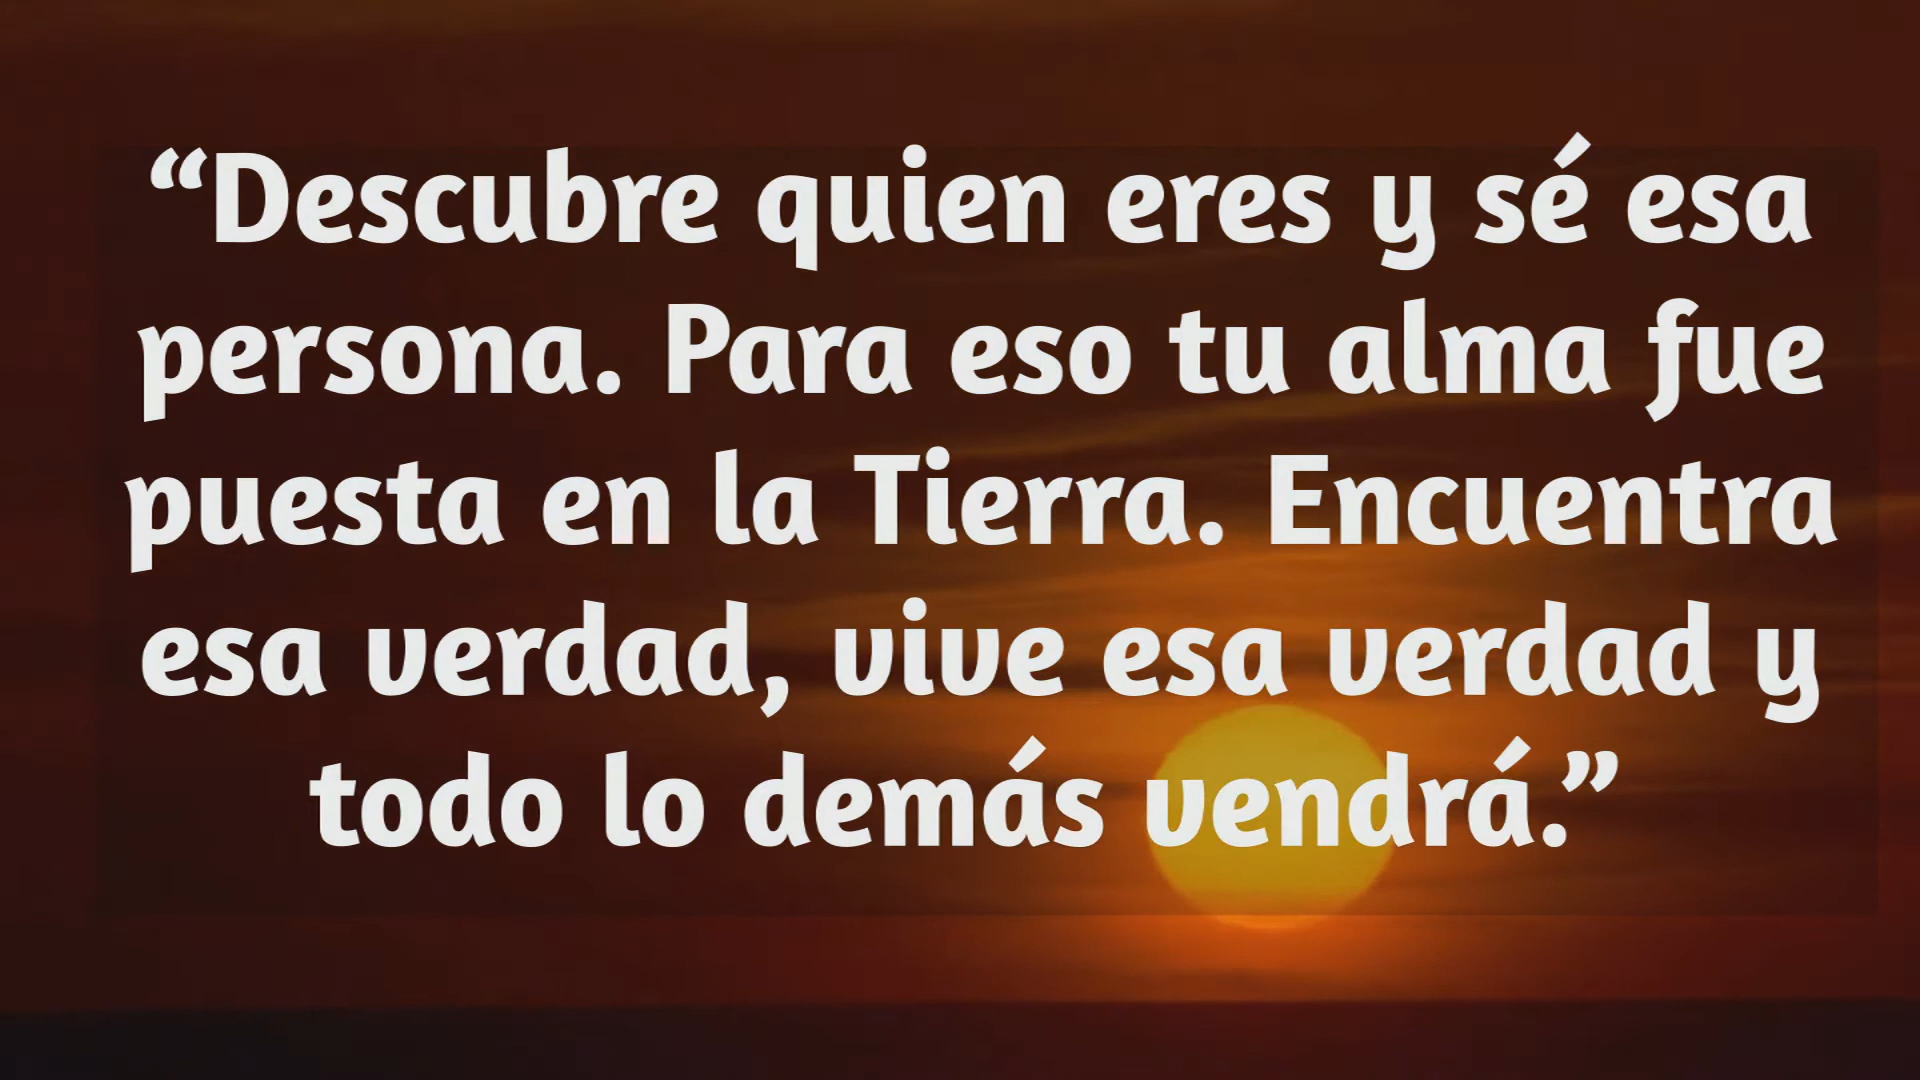 “Descubre quien eres y sé esa
persona. Para eso tu alma fue
puesta en la Tierra. Encuentra
esa verdad, vive esa verdad y
todo lo demás vendrá.”